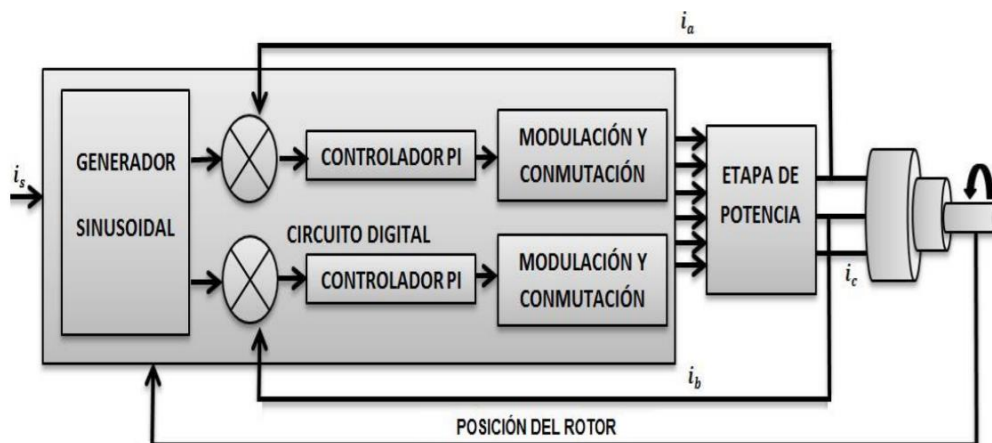 i_a
i_s
GENERADOR
SINUSOIDAL
CONTROLADOR PI
MODULACIÓN Y
CONMUTACIÓN
CIRCUITO DIGITAL
CONTROLADOR PI
MODULACIÓN Y
CONMUTACIÓN
ETAPA DE
POTENCIA
i_c
i_b
POSICIÓN DEL ROTOR